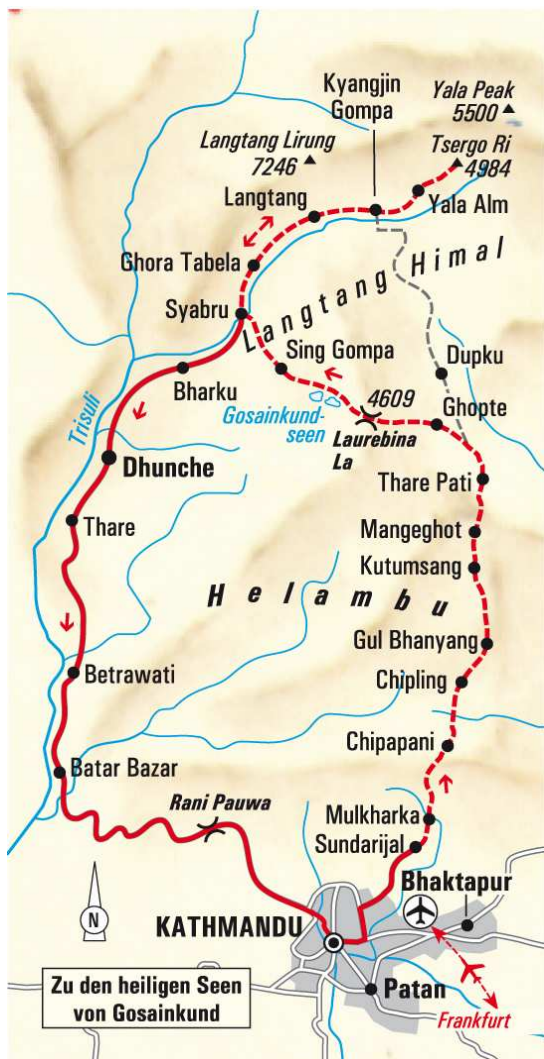 Kyangjin
Gompa
Yala Peak
5500
Langtang Lirung
7246
Tsergo Ri
4984
Langtang
Yala Alm
Ghora Tabela
Langtang Himal
Syabru
Sing Gompa
Dupku
Bharku
4609
Gosainkund-
seen
Ghopte
Laurebina
La
Trisuli
Dhunche
Thare Pati
Thare
Mangeghot
Kutumsang
Helambu
Gul Bhanyang
Betrawati
Chipling
Chipapani
Batar Bazar
Rani Pauwa
Mulkharka
Sundarijal
Bhaktapur
N
KATHMANDU
Zu den heiligen Seen
von Gosainkund
Patan
Frankfurt